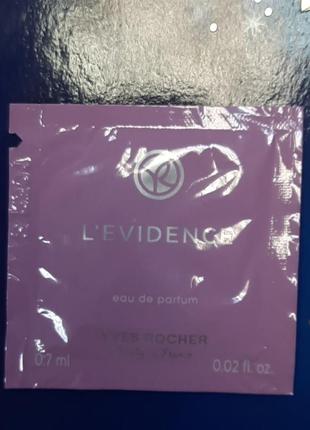 L'EVIDENCE
eau de parfum
YVES ROCHER
0.7 ml 0.02 fl. oz.